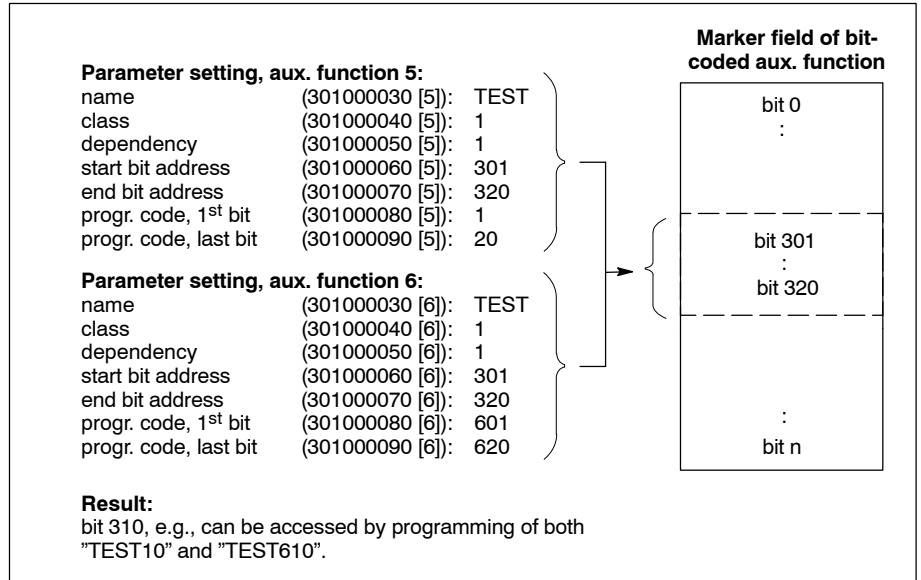 Parameter setting, aux. function 5:
name (301000030 [5]): TEST
class (301000040 [5]): 1
dependency (301000050 [5]): 1
start bit address (301000060 [5]): 301
end bit address (301000070 [5]): 320
progr. code, 1st bit (301000080 [5]): 1
progr. code, last bit (301000090 [5]): 20
Parameter setting, aux. function 6:
name (301000030 [6]): TEST
class (301000040 [6]): 1
dependency (301000050 [6]): 1
start bit address (301000060 [6]): 301
end bit address (301000070 [6]): 320
progr. code, 1st bit (301000080 [6]): 601
progr. code, last bit (301000090 [6]): 620
Result:
bit 310, e.g., can be accessed by programming of both
”TEST10” and ”TEST610”.
Marker field of bit-
coded aux. function
bit 0
:
bit 301
:
bit 320
:
bit n